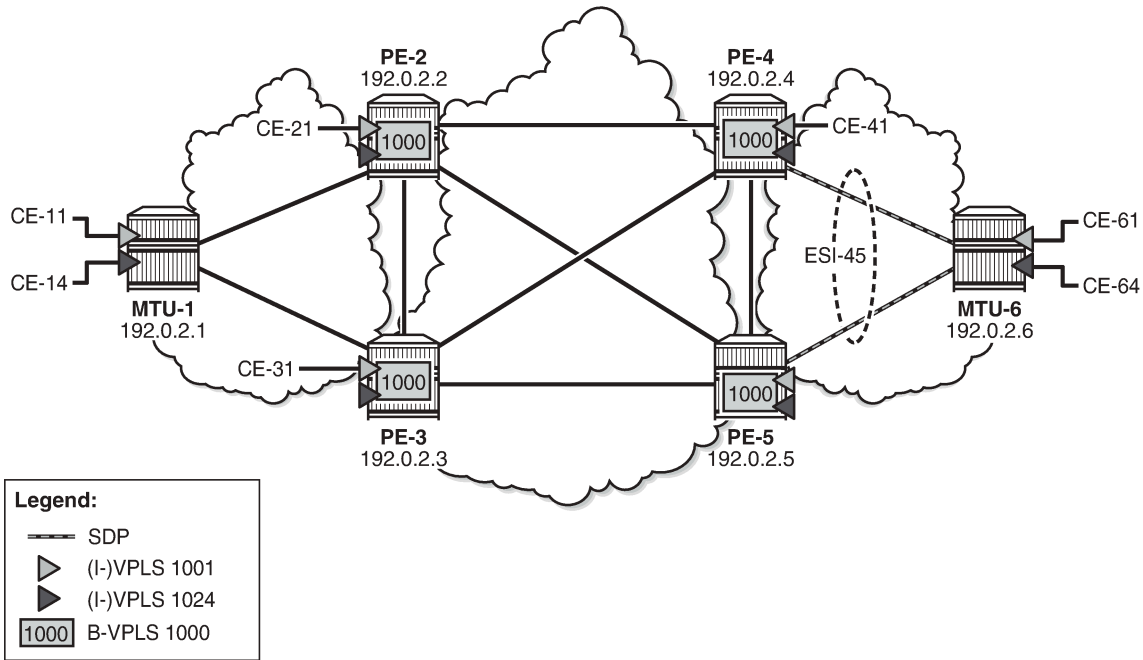 PE-2
192.0.2.2
PE-4
192.0.2.4
CE-21
1000
1000
CE-41
CE-11
CE-14
MTU-1
192.0.2.1
ESI-45
CE-61
CE-64
MTU-6
192.0.2.6
CE-31
1000
1000
PE-3
192.0.2.3
PE-5
192.0.2.5
Legend:
SDP
(I-)VPLS 1001
(I-)VPLS 1024
1000 B-VPLS 1000